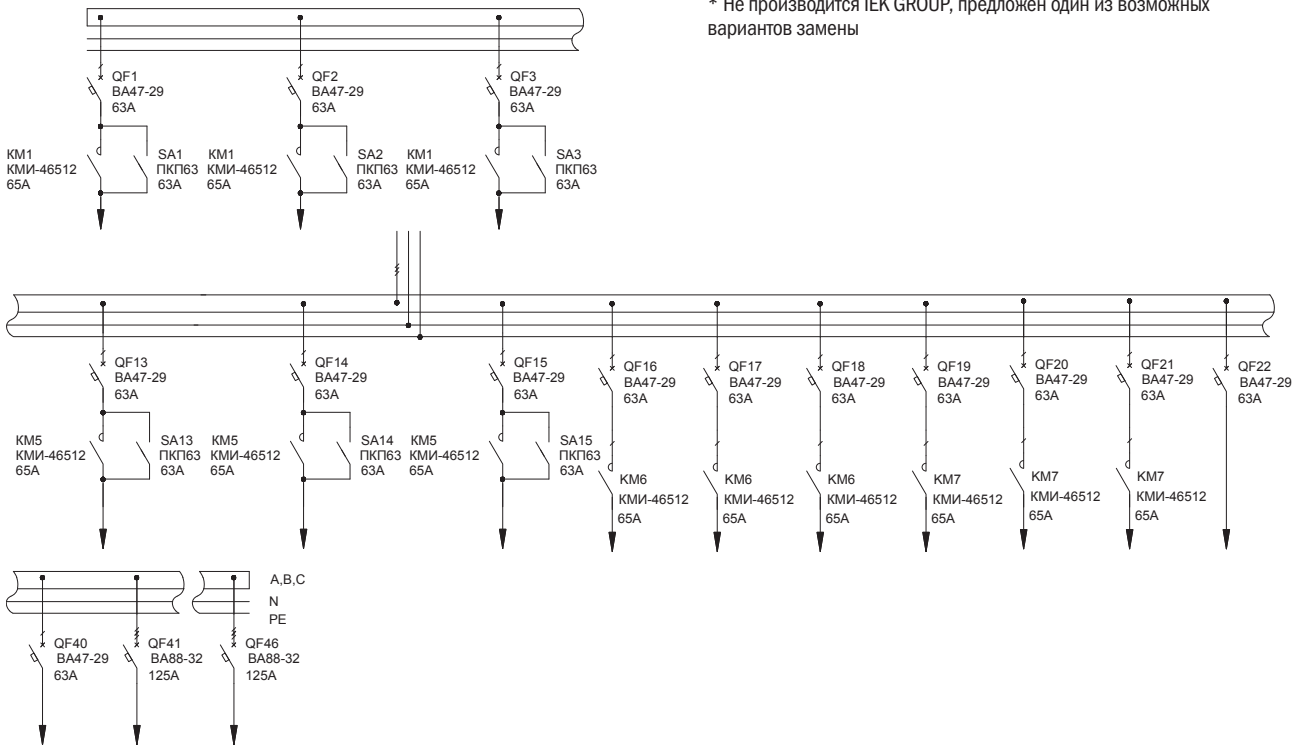 * Не производится IEK GROUP, предложен один из возможных
вариантов замены
QF1
ВА47-29
63А
QF2
ВА47-29
63А
QF3
ВА47-29
63А
КМ1
КМИ-46512
65А
SA1
ПКП63
63А
КМ1
КМИ-46512
65А
SA2
ПКП63
63А
КМ1
КМИ-46512
65А
SA3
ПКП63
63А
QF13
ВА47-29
63А
QF14
ВА47-29
63А
QF15
ВА47-29
63А
QF16
ВА47-29
63А
QF17
ВА47-29
63А
QF18
ВА47-29
63А
QF19
ВА47-29
63А
QF20
ВА47-29
63А
QF21
ВА47-29
63А
QF22
ВА47-29
63А
КМ5
КМИ-46512
65А
SA13
ПКП63
63А
КМ5
КМИ-46512
65А
SA14
ПКП63
63А
КМ5
КМИ-46512
65А
SA15
ПКП63
63А
КМ6
КМИ-46512
65А
КМ6
КМИ-46512
65А
КМ6
КМИ-46512
65А
КМ7
КМИ-46512
65А
КМ7
КМИ-46512
65А
КМ7
КМИ-46512
65А
A,B,C
N
PE
QF40
ВА47-29
63А
QF41
ВА88-32
125А
QF46
ВА88-32
125А